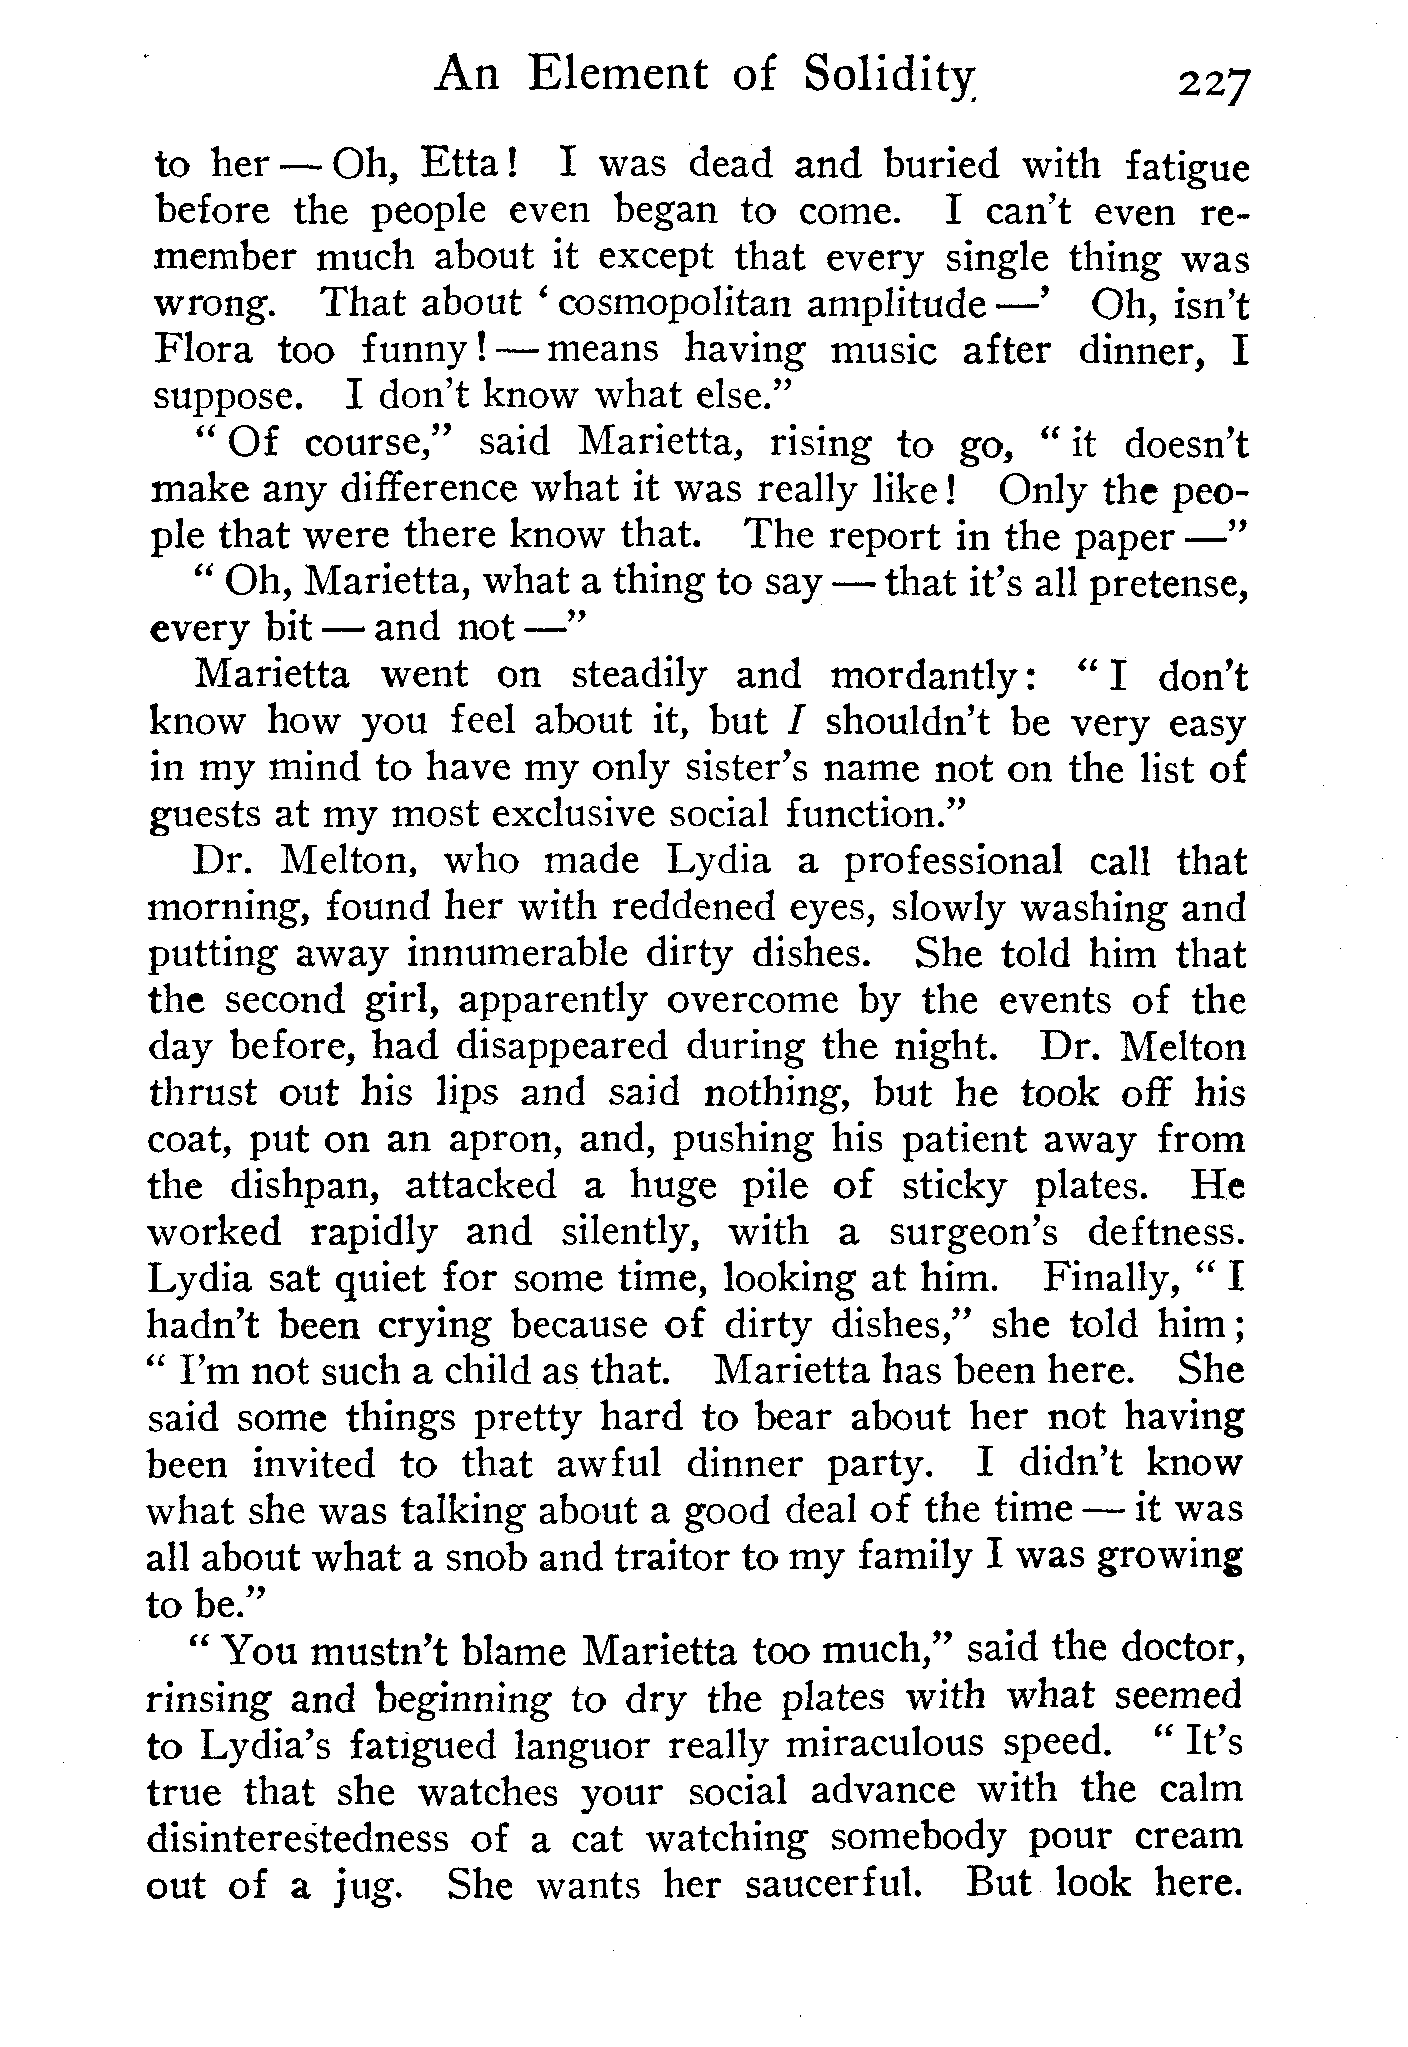 An Element of Solidity 227
to her — Oh, Etta! I was dead and buried with fatigue
before the people even began to come. I can't even re-
member much about it except that every single thing was
wrong. That about ‘ cosmopolitan amplitude —’ Oh, isn't
Flora too funny! — means having music after dinner, I
suppose. I don't know what else.”
“ Of course,” said Marietta, rising to go, “ it doesn't
make any difference what it was really like! Only the peo-
ple that were there know that. The report in the paper —”
“ Oh, Marietta, what a thing to say — that it's all pretense,
every bit — and not —”
Marietta went on steadily and mordantly: “ I don't
know how you feel about it, but I shouldn't be very easy
in my mind to have my only sister's name not on the list of
guests at my most exclusive social function.”
Dr. Melton, who made Lydia a professional call that
morning, found her with reddened eyes, slowly washing and
putting away innumerable dirty dishes. She told him that
the second girl, apparently overcome by the events of the
day before, had disappeared during the night. Dr. Melton
thrust out his lips and said nothing, but he took off his
coat, put on an apron, and, pushing his patient away from
the dishpan, attacked a huge pile of sticky plates. He
worked rapidly and silently, with a surgeon's deftness.
Lydia sat quiet for some time, looking at him. Finally, “ I
hadn't been crying because of dirty dishes,” she told him;
“ I'm not such a child as that. Marietta has been here. She
said some things pretty hard to bear about her not having
been invited to that awful dinner party. I didn't know
what she was talking about a good deal of the time — it was
all about what a snob and traitor to my family I was growing
to be.”
“ You mustn't blame Marietta too much,” said the doctor,
rinsing and beginning to dry the plates with what seemed
to Lydia's fatigued languor really miraculous speed. “ It's
true that she watches your social advance with the calm
disinterestedness of a cat watching somebody pour cream
out of a jug. She wants her saucerful. But look here.